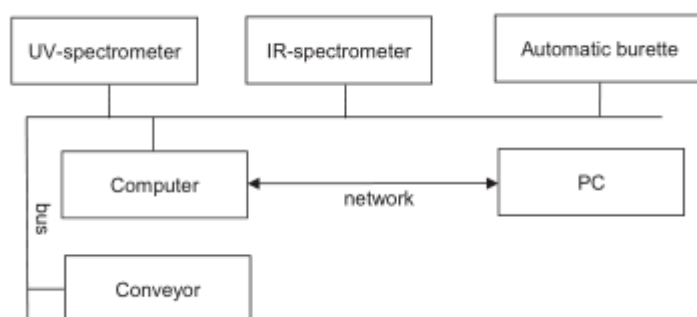 UV-spectrometer
IR-spectrometer
Automatic burette
Computer
network
PC
bus
Conveyor